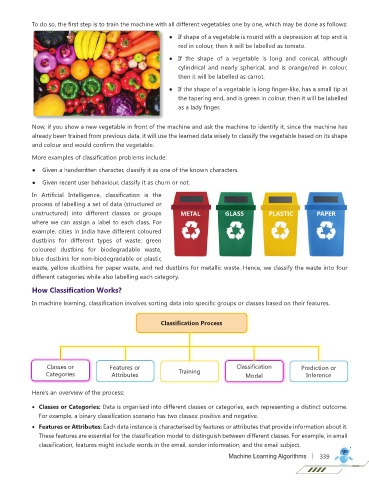 To do so, the first step is to train the machine with all different vegetables one by one, which may be done as follows:
● If shape of a vegetable is round with a depression at top and is
red in colour, then it will be labelled as tomato.
● If the shape of a vegetable is long and conical, although
cylindrical and nearly spherical, and is orange/red in colour,
then it will be labelled as carrot.
● If the shape of a vegetable is long finger-like, has a small tip at
the tapering end, and is green in colour, then it will be labelled
as a lady finger.
Now, if you show a new vegetable in front of the machine and ask the machine to identify it, since the machine has
already been trained from previous data, it will use the learned data wisely to classify the vegetable based on its shape
and colour and would confirm the vegetable.
More examples of classification problems include:
● Given a handwritten character, classify it as one of the known characters.
● Given recent user behaviour, classify it as churn or not.
In Artificial Intelligence, classification is the
process of labelling a set of data (structured or
unstructured) into different classes or groups
where we can assign a label to each class. For
example, cities in India have different coloured
dustbins for different types of waste: green
coloured dustbins for biodegradable waste,
blue dustbins for non-biodegradable or plastic
METAL GLASS PLASTIC PAPER
waste, yellow dustbins for paper waste, and red dustbins for metallic waste. Hence, we classify the waste into four
different categories while also labelling each category.
How Classification Works?
In machine learning, classification involves sorting data into specific groups or classes based on their features.
Classification Process
Classes or
Categories
Features or
Attributes
Training
Classification
Model
Prediction or
Inference
Here's an overview of the process:
• Classes or Categories: Data is organised into different classes or categories, each representing a distinct outcome.
For example, a binary classification scenario has two classes: positive and negative.
• Features or Attributes: Each data instance is characterised by features or attributes that provide information about it.
These features are essential for the classification model to distinguish between different classes. For example, in email
classification, features might include words in the email, sender information, and the email subject.
Machine Learning Algorithms | 339